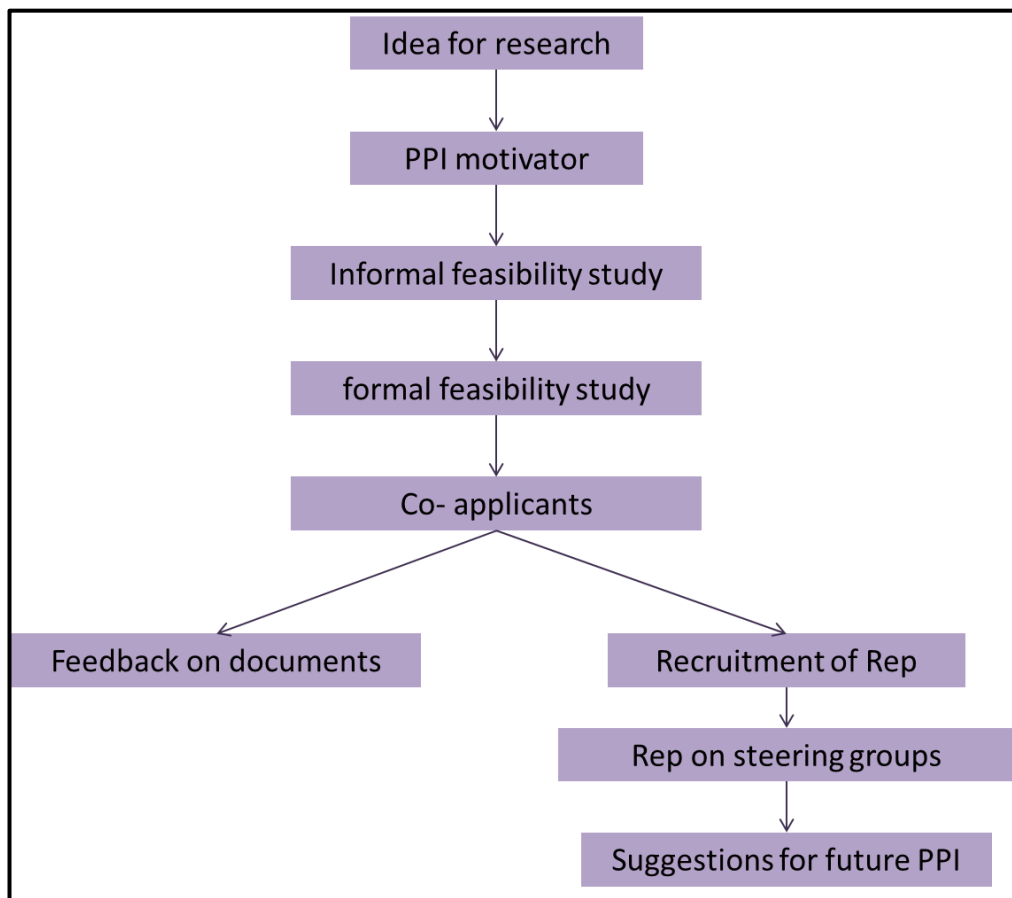 Idea for research
PPI motivator
Informal feasibility study
formal feasibility study
Co- applicants
Feedback on documents
Recruitment of Rep
Rep on steering groups
Suggestions for future PPI